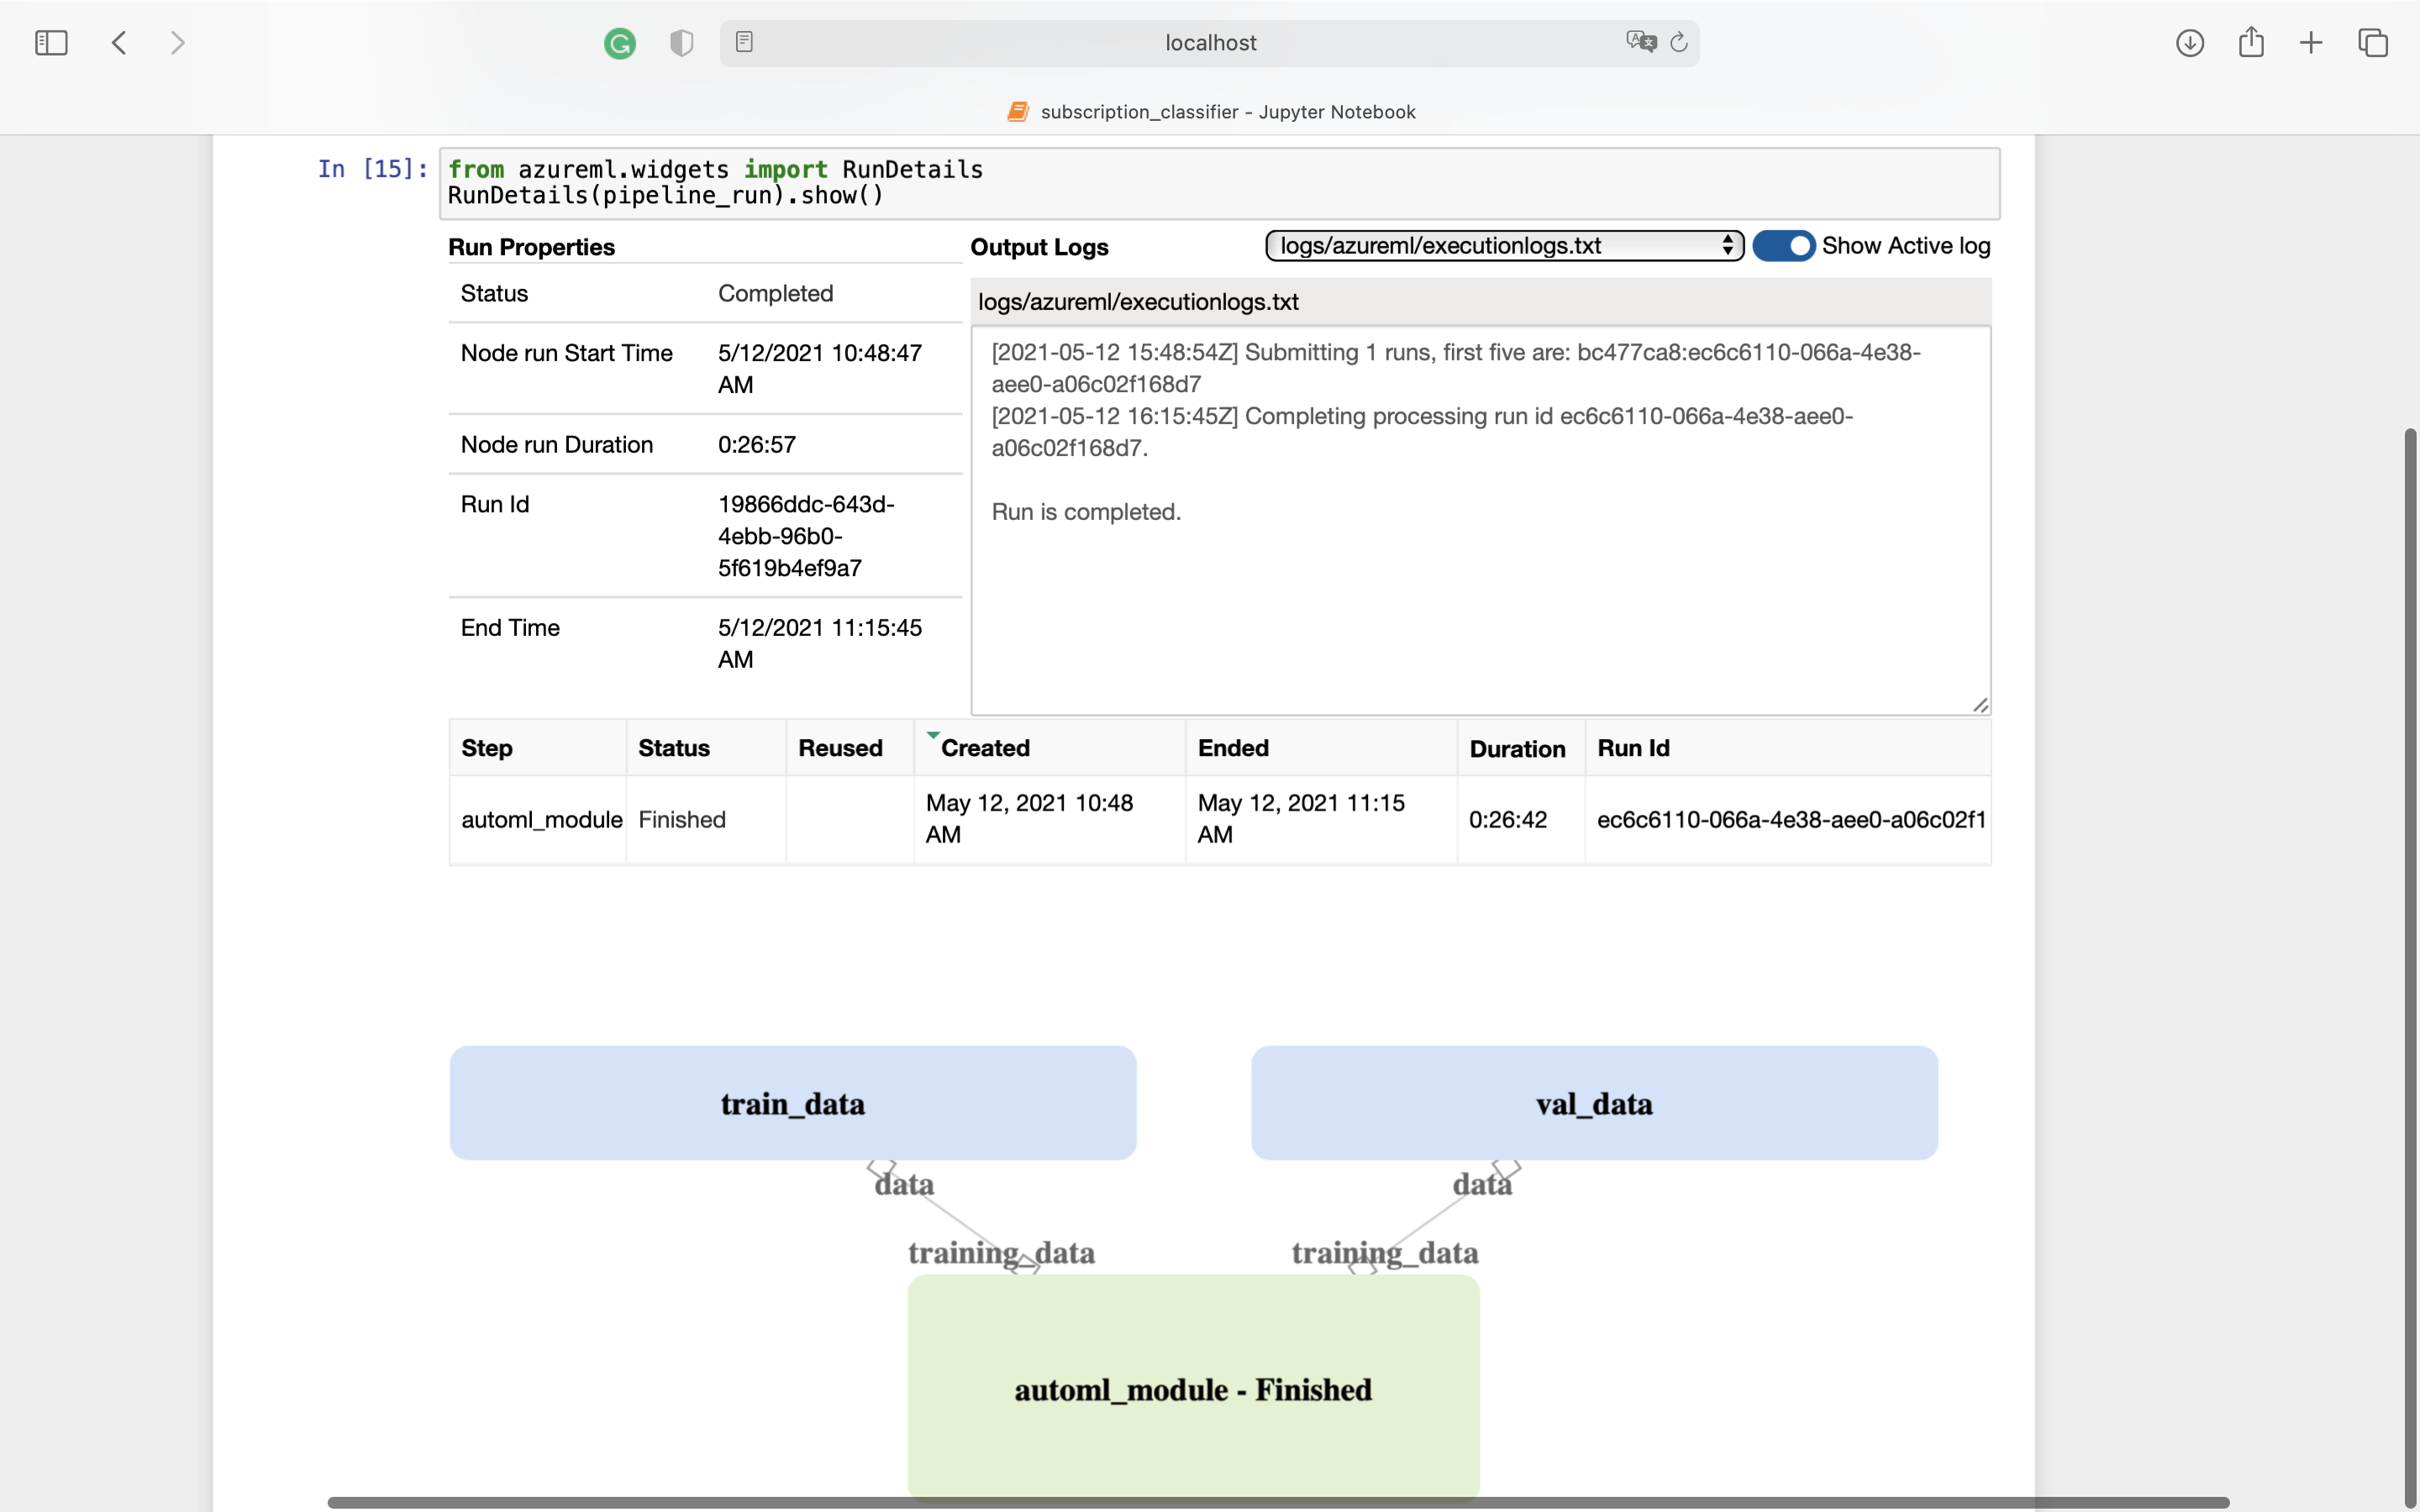 localhost
subscription_classifier - Jupyter Notebook
In [15]:
from azureml.widgets import RunDetails
RunDetails(pipeline_run).show()
Run Properties
Status Completed
Node run Start Time 5/12/2021 10:48:47
AM
Node run Duration 0:26:57
Run Id 19866ddc-643d-
4ebb-96b0-
5f619b4ef9a7
End Time 5/12/2021 11:15:45
AM
Output Logs logs/azureml/executionlogs.txt Show Active log
logs/azureml/executionlogs.txt
[2021-05-12 15:48:54Z] Submitting 1 runs, first five are: bc477ca8:ec6c6110-066a-4e38-
aee0-a06c02f168d7
[2021-05-12 16:15:45Z] Completing processing run id ec6c6110-066a-4e38-aee0-
a06c02f168d7.
Run is completed.
Step Status Reused Created Ended Duration Run Id
automl_module Finished May 12, 2021 10:48 May 12, 2021 11:15 0:26:42 ec6c6110-066a-4e38-aee0-a06c02f1
AM AM
train_data val_data
data data
training_data training_data
automl_module - Finished